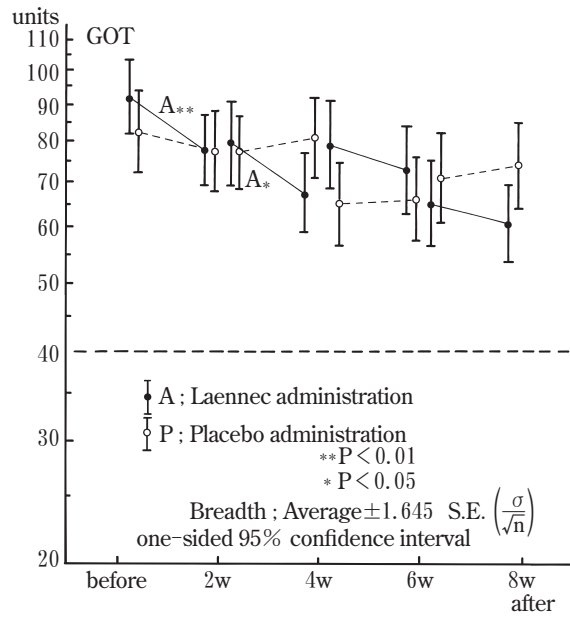 units
110
GOT
100
90
A**
80
70
A*
60
50
40
A ; Laennec administration
30
P ; Placebo administration
**P<0.01
*P<0.05
Breadth ; Average±1.645 S.E. (σ/√n)
one-sided 95% confidence interval
20
before 2w 4w 6w 8w
after